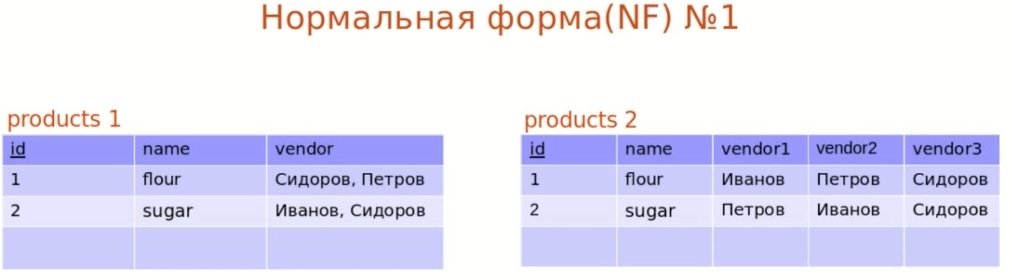 Нормальная форма(NF) №1
products 1
id name vendor
1 flour Сидоров, Петров
2 sugar Иванов, Сидоров
products 2
id name vendor1 vendor2 vendor3
1 flour Иванов Петров Сидоров
2 sugar Петров Иванов Сидоров